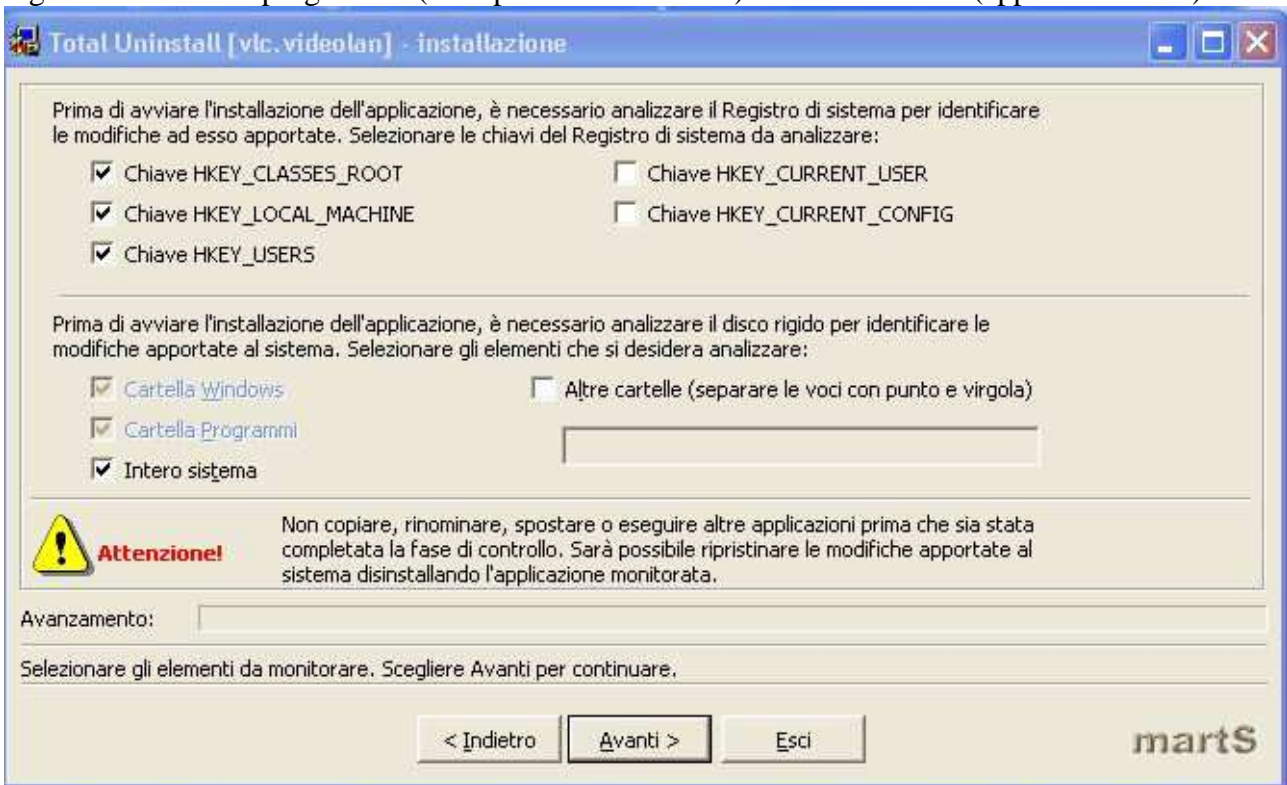 Total Uninstall [vlc.videolan] - installazione
Prima di avviare l'installazione dell'applicazione, è necessario analizzare il Registro di sistema per identificare
le modifiche ad esso apportate. Selezionare le chiavi del Registro di sistema da analizzare:
Chiave HKEY_CLASSES_ROOT Chiave HKEY_CURRENT_USER
Chiave HKEY_LOCAL_MACHINE Chiave HKEY_CURRENT_CONFIG
Chiave HKEY_USERS
Prima di avviare l'installazione dell'applicazione, è necessario analizzare il disco rigido per identificare le
modifiche apportate al sistema. Selezionare gli elementi che si desidera analizzare:
Cartella Windows Altre cartelle (separare le voci con punto e virgola)
Cartella Programmi
Intero sistema
Attenzione!
Non copiare, rinominare, spostare o eseguire altre applicazioni prima che sia stata
completata la fase di controllo. Sarà possibile ripristinare le modifiche apportate al
sistema disinstallando l'applicazione monitorata.
Avanzamento:
Selezionare gli elementi da monitorare. Scegliere Avanti per continuare.
< Indietro Avanti > Esci martS